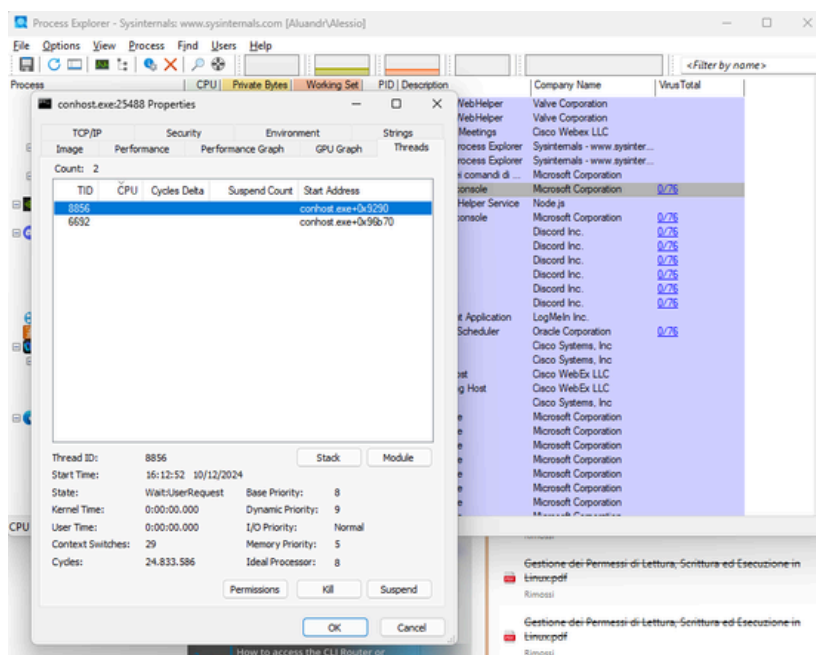 Process Explorer - Sysinternals: www.sysinternals.com [Aluandr\Alessio]
File Options View Process Find Users Help
<Filter by name>
Process CPU Private Bytes Working Set PID Description Company Name VirusTotal
conhost.exe:25488 Properties
TCP/IP Security Environment Strings
Image Performance Performance Graph GPU Graph Threads
Count: 2
TID CPU Cycles Delta Suspend Count Start Address
8856 conhost.exe+0x9290
6692 conhost.exe+0x96b70
WebHelper Valve Corporation
WebHelper Valve Corporation
Meetings Cisco Webex LLC
rocess Explorer Sysinternals - www.sysinter...
rocess Explorer Sysinternals - www.sysinter...
ei comandi di ... Microsoft Corporation
console Microsoft Corporation 0/76
Helper Service Node.js
console Microsoft Corporation 0/76
Discord Inc. 0/76
Discord Inc. 0/76
Discord Inc. 0/76
Discord Inc. 0/76
Discord Inc. 0/76
Discord Inc. 0/76
t Application LogMeIn Inc.
Scheduler Oracle Corporation 0/76
Cisco Systems, Inc
Cisco Systems, Inc
ost Cisco WebEx LLC
g Host Cisco WebEx LLC
Cisco Systems, Inc
e Microsoft Corporation
e Microsoft Corporation
e Microsoft Corporation
e Microsoft Corporation
e Microsoft Corporation
e Microsoft Corporation
e Microsoft Corporation
Thread ID: 8856 Stack Module
Start Time: 16:12:52 10/12/2024
State: Wait:UserRequest Base Priority: 8
Kernel Time: 0:00:00.000 Dynamic Priority: 9
User Time: 0:00:00.000 I/O Priority: Normal
Context Switches: 29 Memory Priority: 5
Cycles: 24.833.586 Ideal Processor: 8
Permissions Kill Suspend
OK Cancel
CPU
Gestione dei Permessi di Lettura, Scrittura ed Esecuzione in
Linux.pdf
Rimossi
Gestione dei Permessi di Lettura, Scrittura ed Esecuzione in
Linux.pdf
Rimossi
How to access the CLI Router or